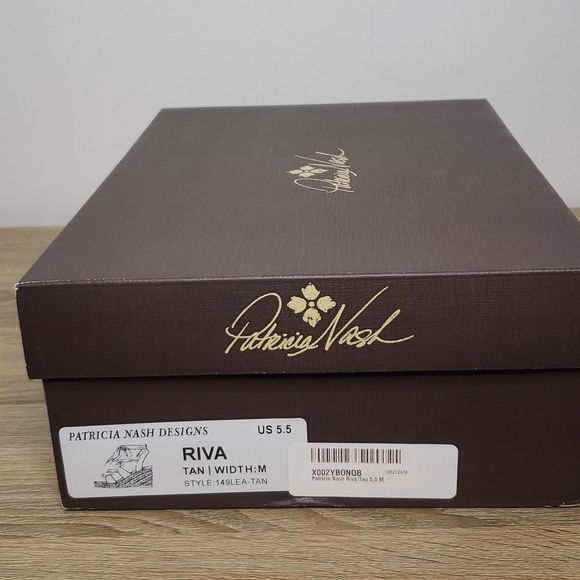 Patricia Nash
Patricia Nash
PATRICIA NASH DESIGNS US 5.5
RIVA
TAN | WIDTH:M
STYLE:149LEA-TAN
X002YBONQB
Patricia Nash Riva Tan 5.5 M